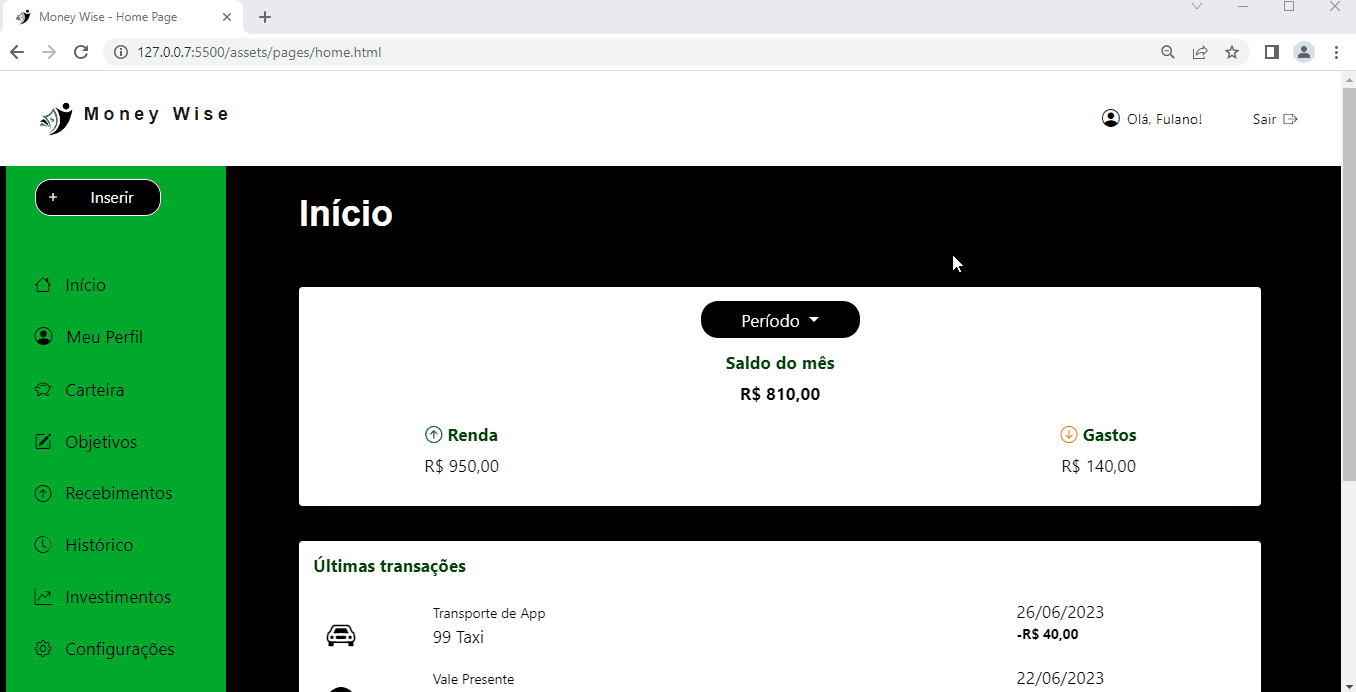 Money Wise - Home Page
127.0.0.7:5500/assets/pages/home.html
Money Wise
Olá, Fulano!
Sair
+ Inserir
Início
Meu Perfil
Carteira
Objetivos
Recebimentos
Histórico
Investimentos
Configurações
Início
Período
Saldo do mês
R$ 810,00
Renda
R$ 950,00
Gastos
R$ 140,00
Últimas transações
Transporte de App
99 Taxi
26/06/2023
-R$ 40,00
Vale Presente
22/06/2023